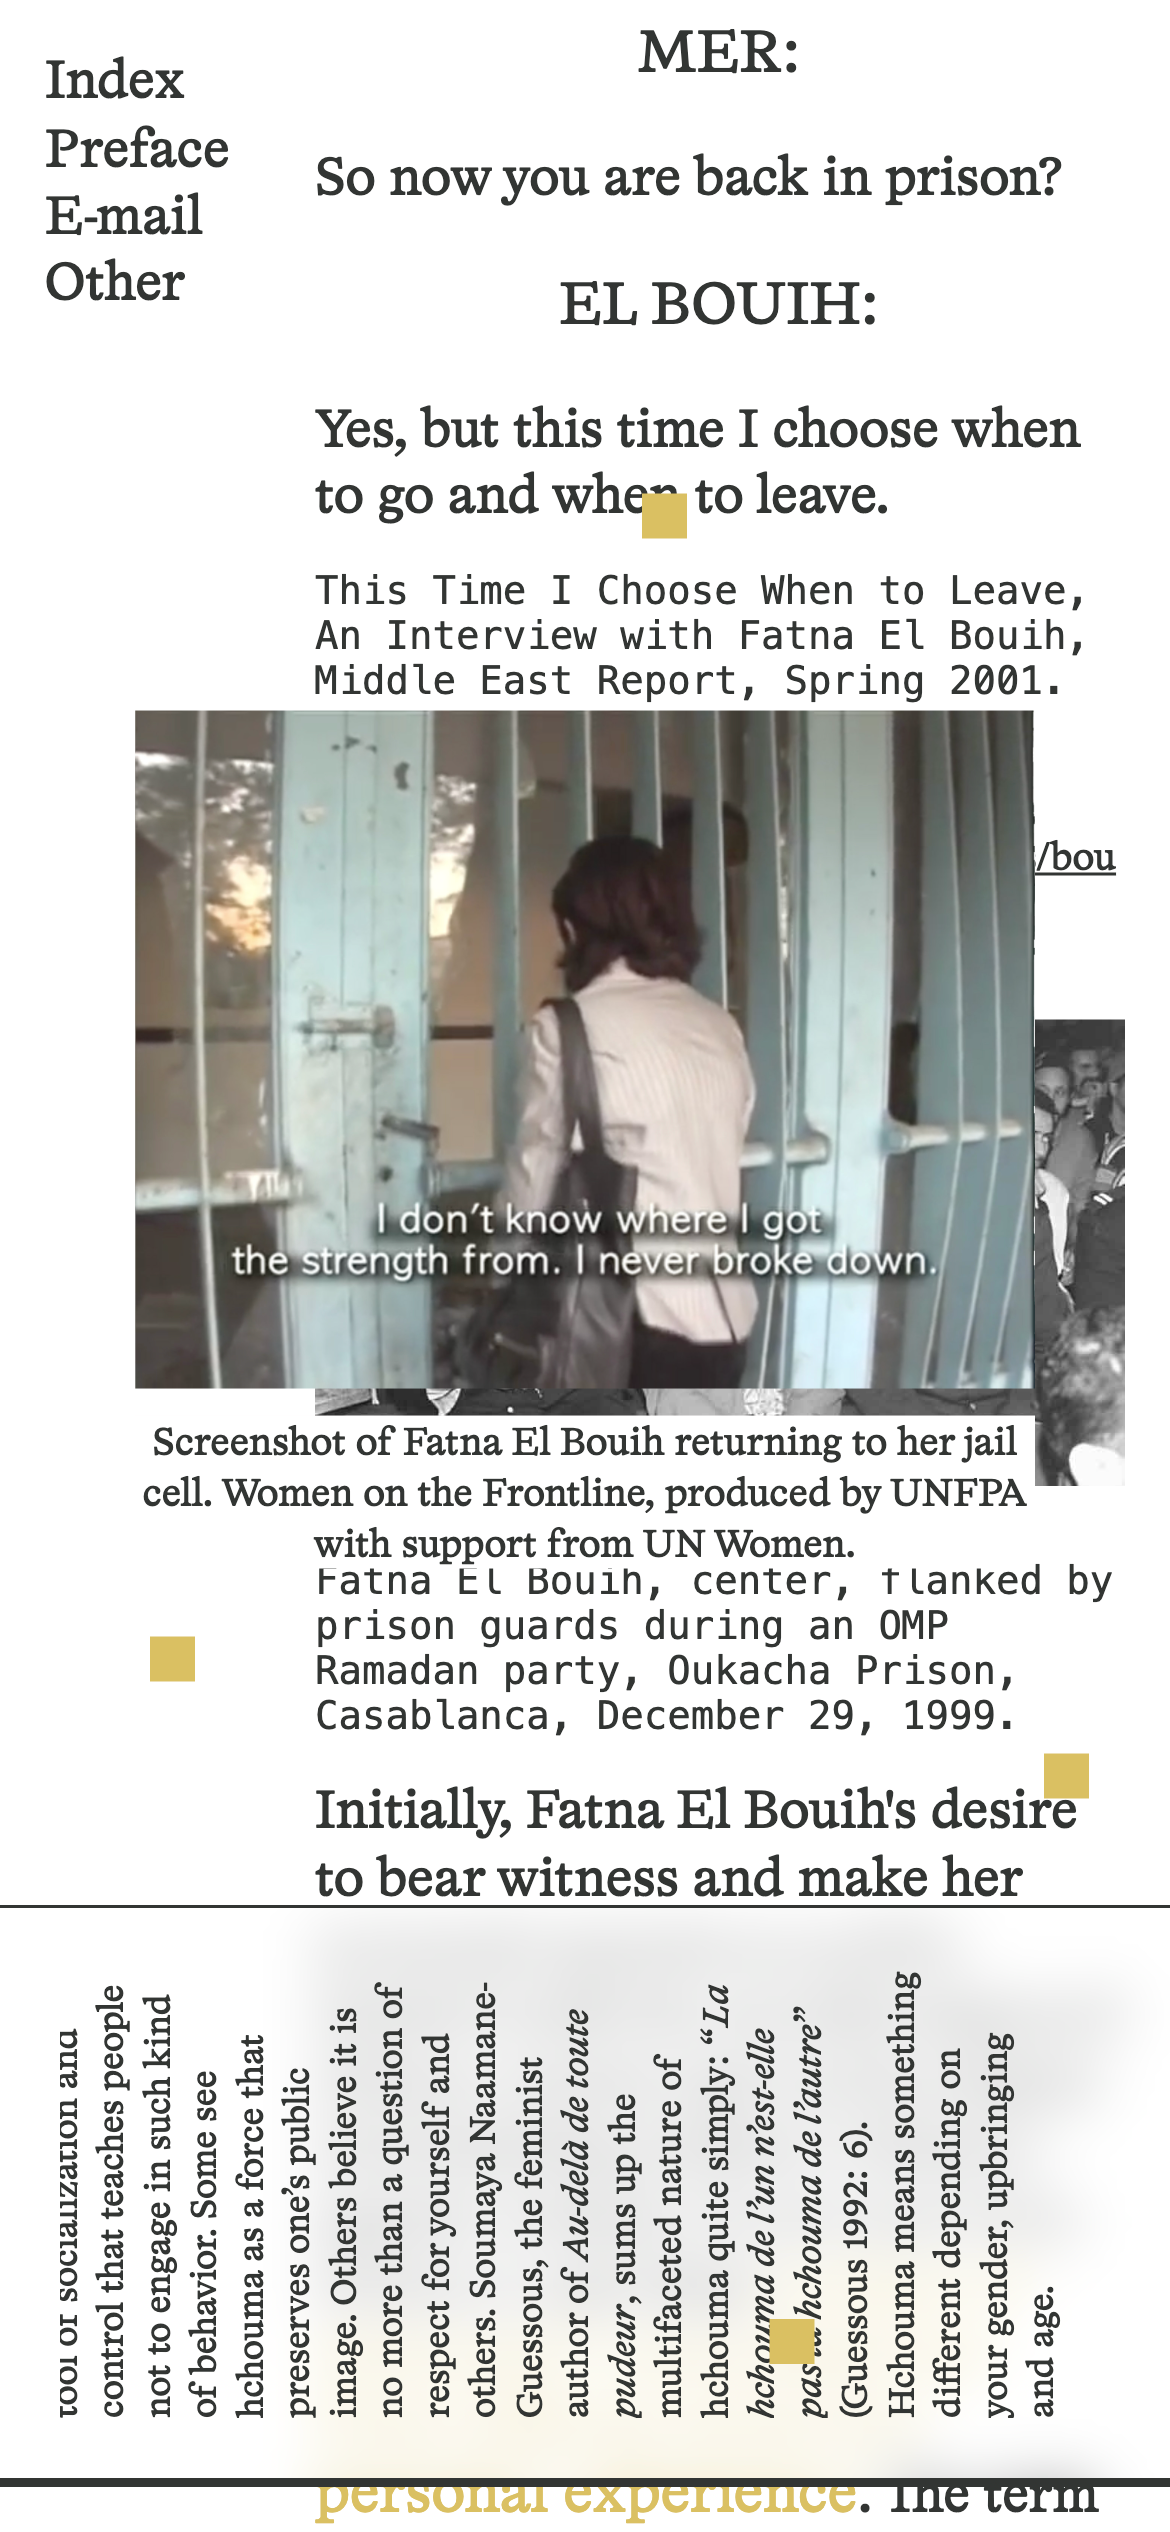 Index
Preface
E-mail
Other
MER:
So now you are back in prison?
EL BOUIH:
Yes, but this time I choose when
to go and when to leave.
This Time I Choose When to Leave,
An Interview with Fatna El Bouih,
Middle East Report, Spring 2001.
/bou
I don't know where I got
the strength from. I never broke down.
Screenshot of Fatna El Bouih returning to her jail
cell. Women on the Frontline, produced by UNFPA
with support from UN Women.
Fatna El Bouih, center, flanked by
prison guards during an OMP
Ramadan party, Oukacha Prison,
Casablanca, December 29, 1999.
Initially, Fatna El Bouih's desire
to bear witness and make her
tool of socialization and
control that teaches people
not to engage in such kind
of behavior. Some see
hchouma as a force that
preserves one’s public
image. Others believe it is
no more than a question of
respect for yourself and
others. Soumaya Naamane-
Guessous, the feminist
author of Au-delà de toute
pudeur, sums up the
multifaceted nature of
hchouma quite simply: “La
hchouma de l’un n’est-elle
pas hchouma de l’autre”
(Guessous 1992: 6).
Hchouma means something
different depending on
your gender, upbringing
and age.
personal experience. The term